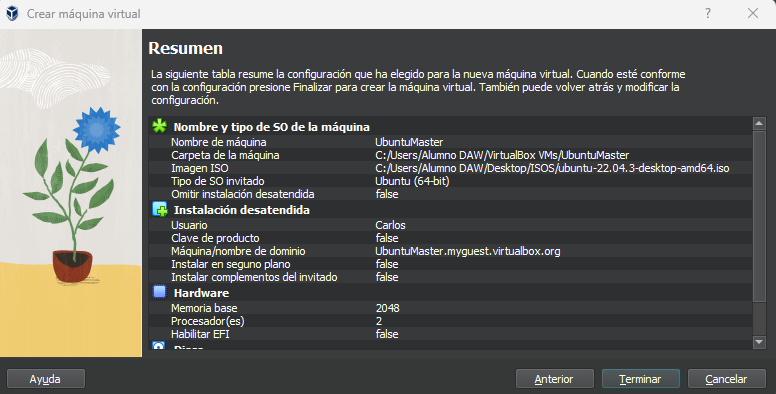 Crear máquina virtual
Resumen
La siguiente tabla resume la configuración que ha elegido para la nueva máquina virtual. Cuando esté conforme
con la configuración presione Finalizar para crear la máquina virtual. También puede volver atrás y modificar la
configuración.
Nombre y tipo de SO de la máquina
Nombre de máquina UbuntuMaster
Carpeta de la máquina C:/Users/Alumno DAW/VirtualBox VMs/UbuntuMaster
Imagen ISO C:/Users/Alumno DAW/Desktop/ISOS/ubuntu-22.04.3-desktop-amd64.iso
Tipo de SO invitado Ubuntu (64-bit)
Omitir instalación desatendida false
Instalación desatendida
Usuario Carlos
Clave de producto false
Máquina/nombre de dominio UbuntuMaster.myguest.virtualbox.org
Instalar en seguno plano false
Instalar complementos del invitado false
Hardware
Memoria base 2048
Procesador(es) 2
Habilitar EFI false
Disco
Ayuda Anterior Terminar Cancelar